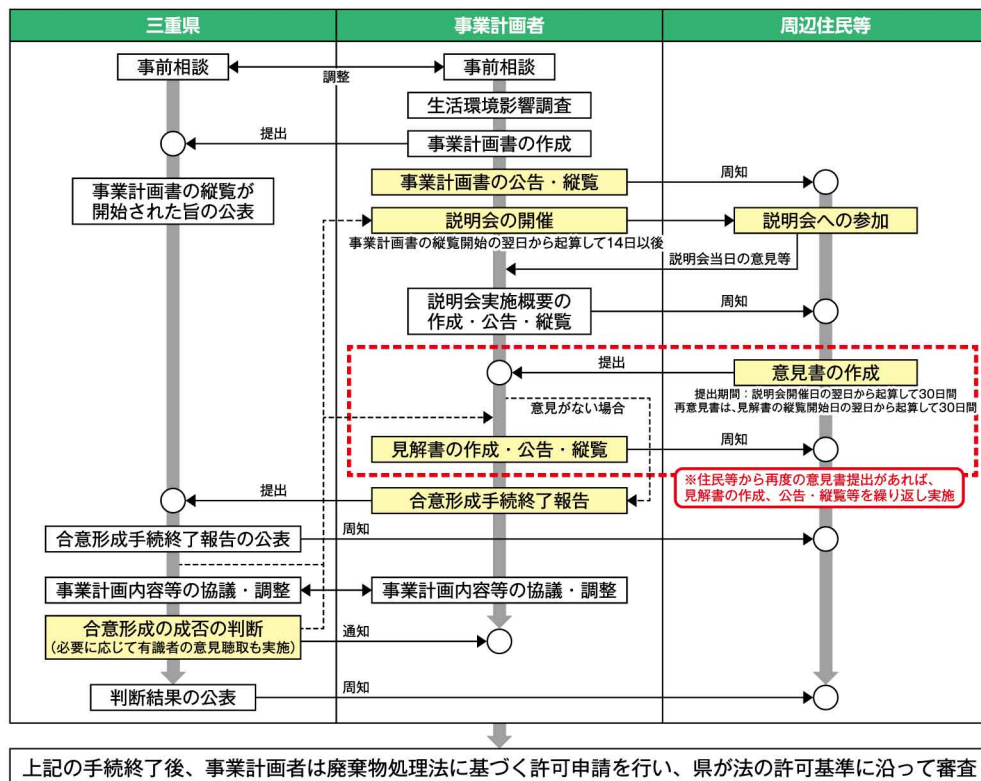 三重県
事業計画者
周辺住民等
事前相談
調整
事前相談
生活環境影響調査
提出
事業計画書の作成
事業計画書の縦覧が
開始された旨の公表
事業計画書の公告・縦覧
周知
説明会の開催
説明会への参加
事業計画書の縦覧開始の翌日から起算して14日以後
説明会当日の意見等
説明会実施概要の
作成・公告・縦覧
周知
提出
意見書の作成
提出期間：説明会開催日の翌日から起算して30日間
再意見書は、見解書の縦覧開始日の翌日から起算して30日間
意見がない場合
見解書の作成・公告・縦覧
周知
※住民等から再度の意見書提出があれば、
見解書の作成、公告・縦覧等を繰り返し実施
提出
合意形成手続終了報告
合意形成手続終了報告の公表
周知
事業計画内容等の協議・調整
事業計画内容等の協議・調整
合意形成の成否の判断
（必要に応じて有識者の意見聴取も実施）
通知
判断結果の公表
周知
上記の手続終了後、事業計画者は廃棄物処理法に基づく許可申請を行い、県が法の許可基準に沿って審査